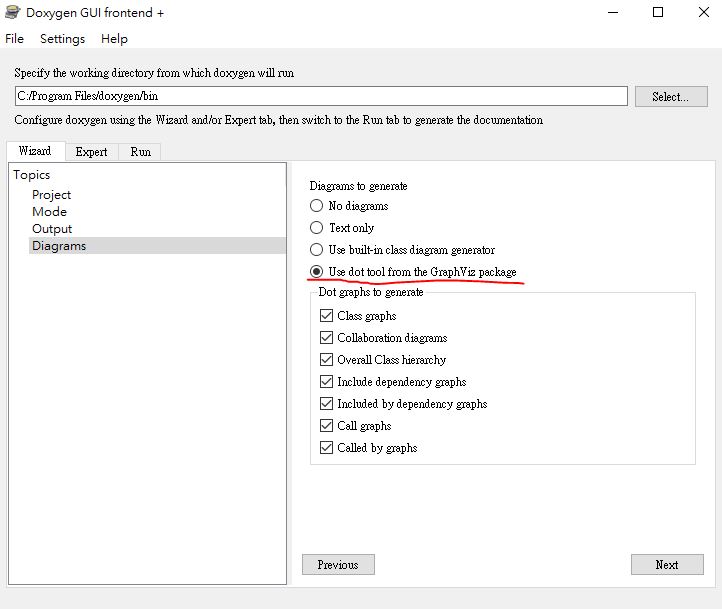 Doxygen GUI frontend +
File Settings Help
Specify the working directory from which doxygen will run
C:/Program Files/doxygen/bin
Select...
Configure doxygen using the Wizard and/or Expert tab, then switch to the Run tab to generate the documentation
Wizard Expert Run
Topics
Project
Mode
Output
Diagrams
Diagrams to generate
No diagrams
Text only
Use built-in class diagram generator
Use dot tool from the GraphViz package
Dot graphs to generate
Class graphs
Collaboration diagrams
Overall Class hierarchy
Include dependency graphs
Included by dependency graphs
Call graphs
Called by graphs
Previous
Next